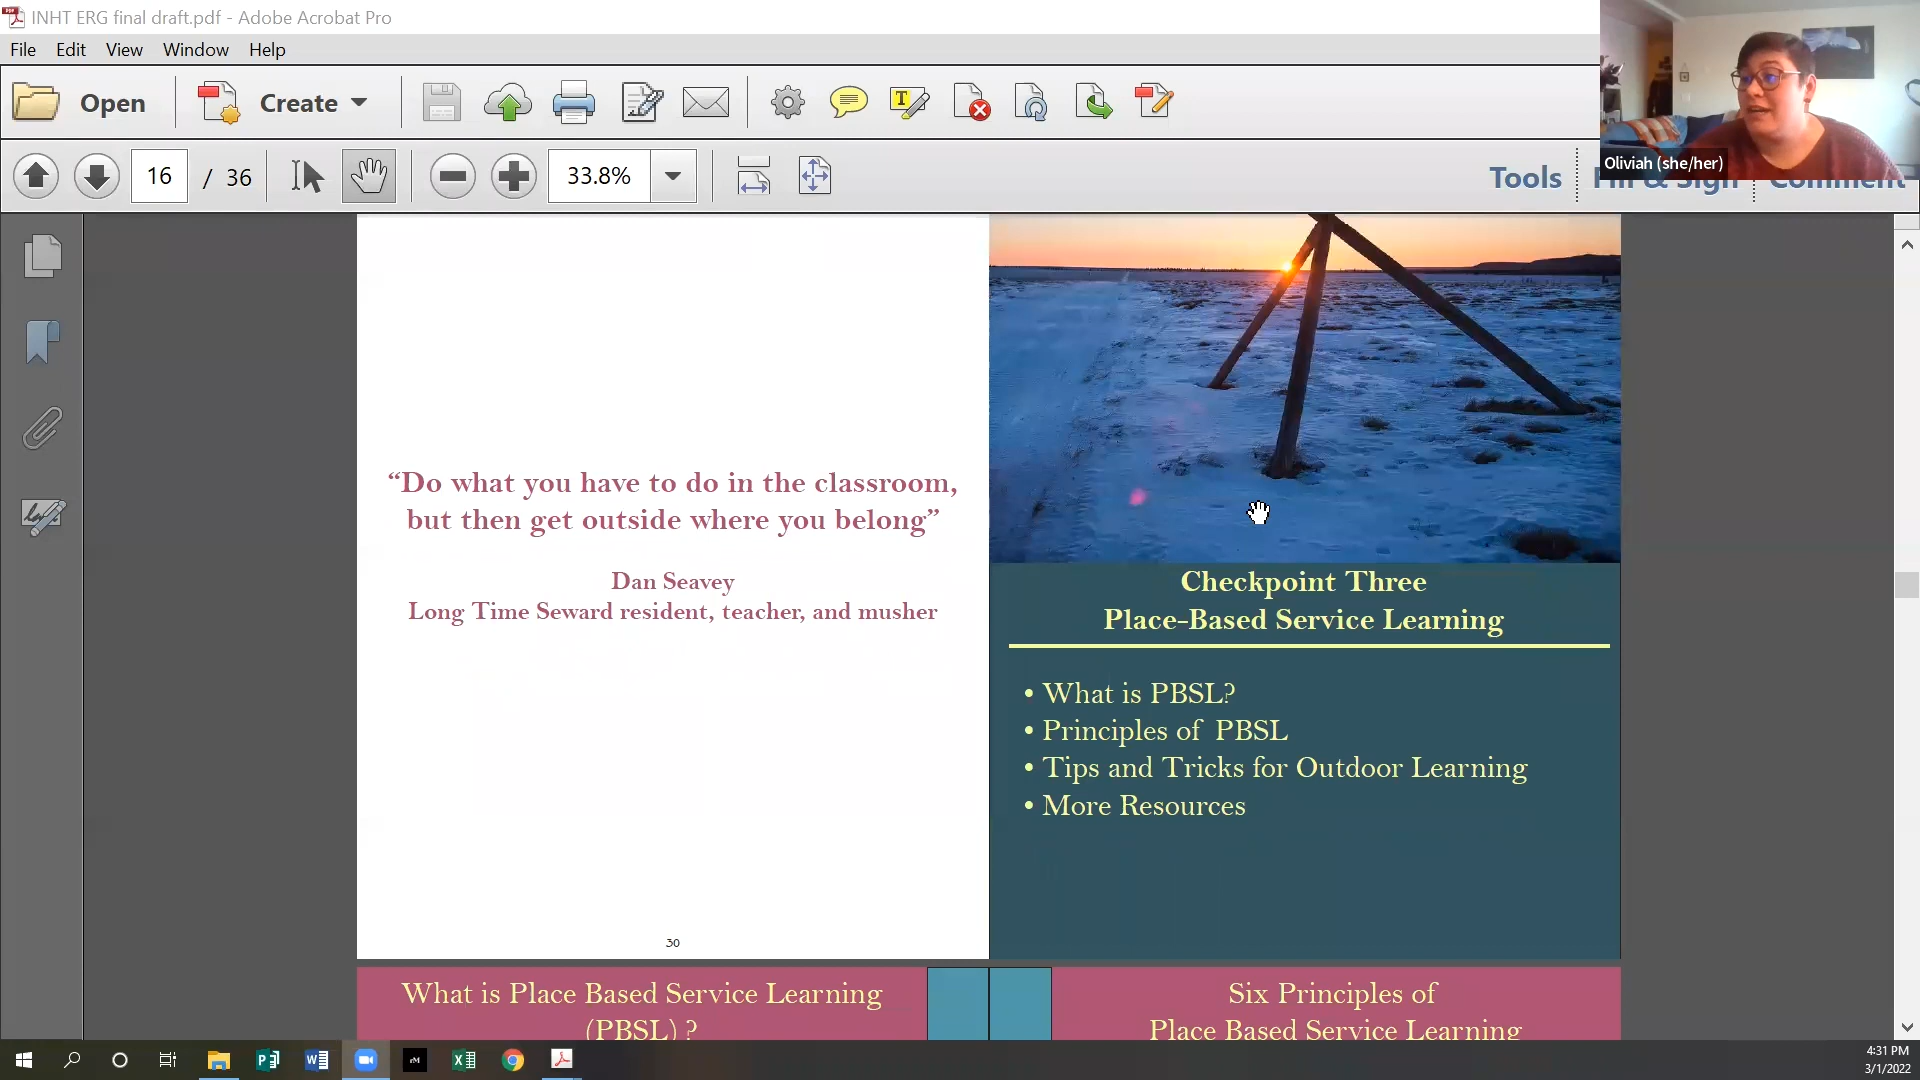 INHT ERG final draft.pdf - Adobe Acrobat Pro
File Edit View Window Help
Open Create
16 / 36 33.8% Tools Fill & Sign Comment
Oliviah (she/her)
“Do what you have to do in the classroom,
but then get outside where you belong”
Dan Seavey
Long Time Seward resident, teacher, and musher
30
Checkpoint Three
Place-Based Service Learning
• What is PBSL?
• Principles of PBSL
• Tips and Tricks for Outdoor Learning
• More Resources
What is Place Based Service Learning
(PBSL) ?
Six Principles of
Place Based Service Learning
4:31 PM
3/1/2022